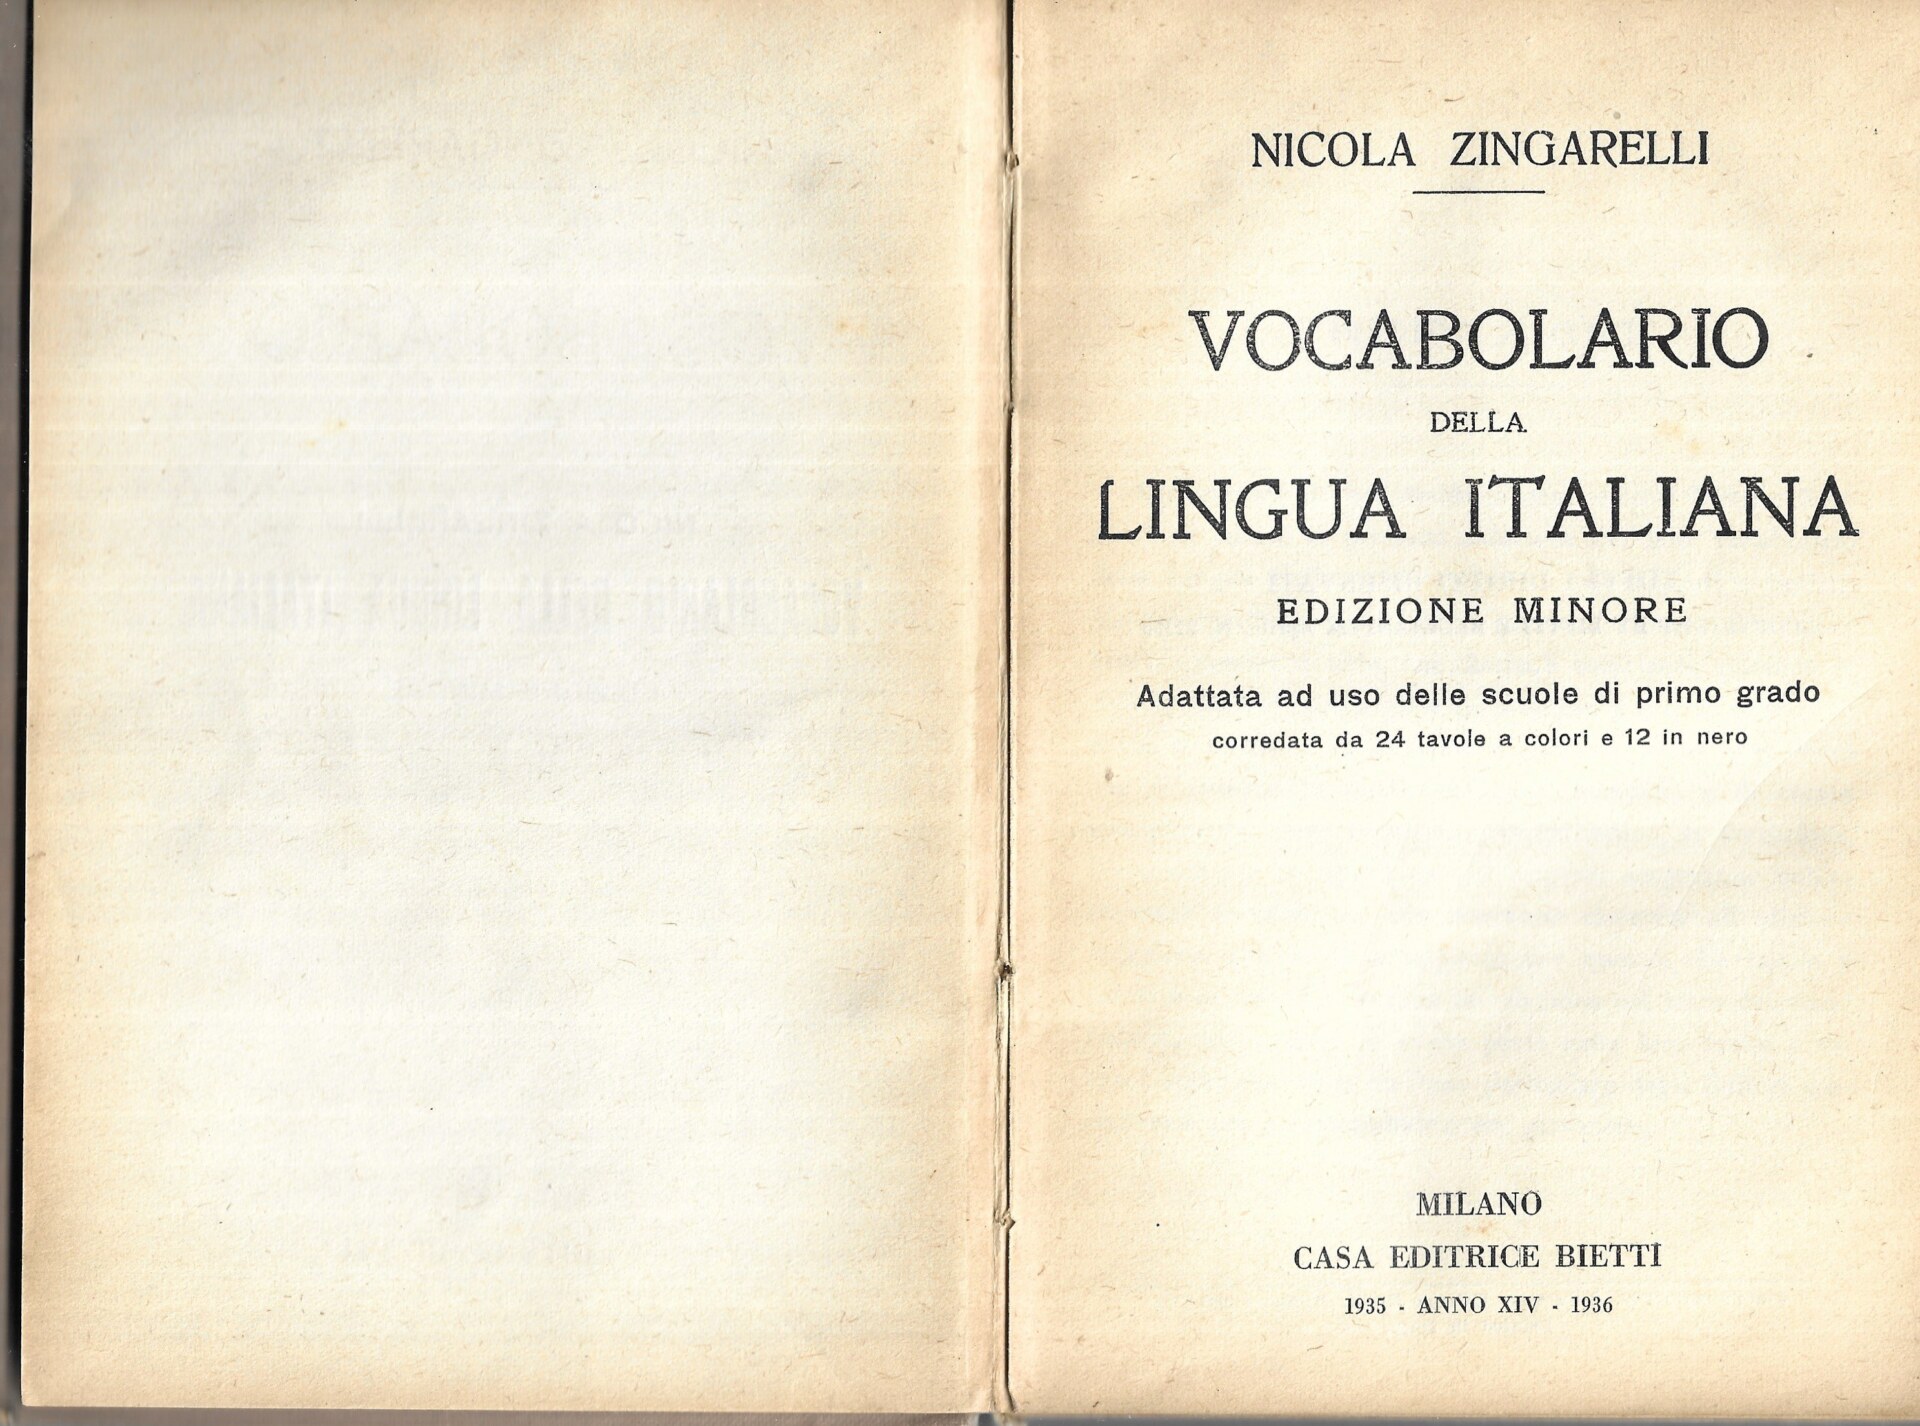 NICOLA ZINGARELLI
VOCABOLARIO
DELLA
LINGUA ITALIANA
EDIZIONE MINORE
Adattata ad uso delle scuole di primo grado
corredata da 24 tavole a colori e 12 in nero
MILANO
CASA EDITRICE BIETTI
1935 - ANNO XIV - 1936